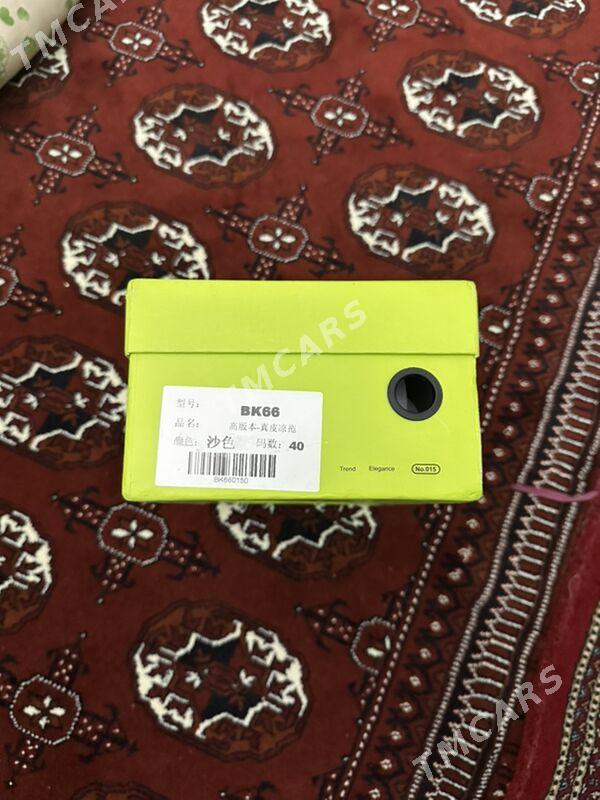 TMCARS
TMCARS
型号: BK66
品名: 高版本-真皮凉拖
颜色: 沙色 码数: 40
BK660150
Trend Elegance No.015
TMCARS